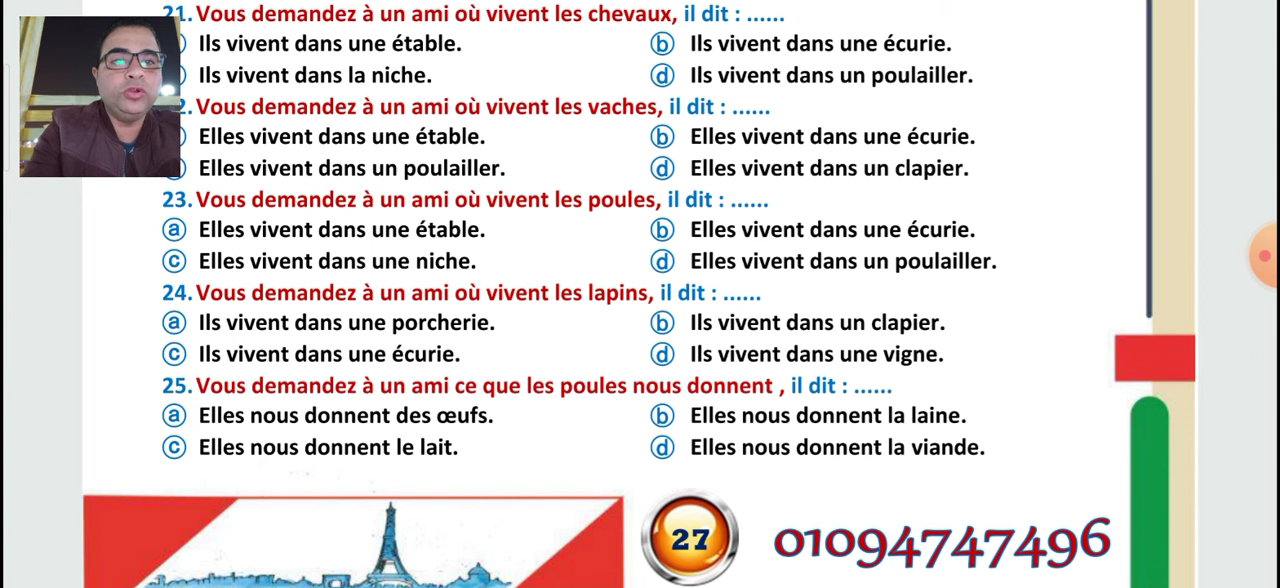 21. Vous demandez à un ami où vivent les chevaux, il dit : ......
Ils vivent dans une étable. ⓑ Ils vivent dans une écurie.
Ils vivent dans la niche. ⓓ Ils vivent dans un poulailler.
2. Vous demandez à un ami où vivent les vaches, il dit : ......
Elles vivent dans une étable. ⓑ Elles vivent dans une écurie.
Elles vivent dans un poulailler. ⓓ Elles vivent dans un clapier.
23. Vous demandez à un ami où vivent les poules, il dit : ......
ⓐ Elles vivent dans une étable. ⓑ Elles vivent dans une écurie.
ⓒ Elles vivent dans une niche. ⓓ Elles vivent dans un poulailler.
24. Vous demandez à un ami où vivent les lapins, il dit : ......
ⓐ Ils vivent dans une porcherie. ⓑ Ils vivent dans un clapier.
ⓒ Ils vivent dans une écurie. ⓓ Ils vivent dans une vigne.
25. Vous demandez à un ami ce que les poules nous donnent , il dit : ......
ⓐ Elles nous donnent des œufs. ⓑ Elles nous donnent la laine.
ⓒ Elles nous donnent le lait. ⓓ Elles nous donnent la viande.
27 01094747496